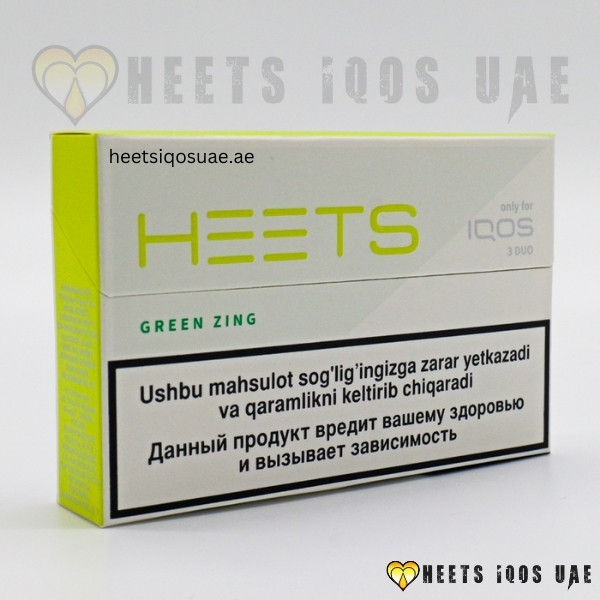 HEETS iQOS UAE
heetsiqosuae.ae
HEETS
only for
IQOS
3 DUO
GREEN ZING
Ushbu mahsulot sog'lig'ingizga zarar yetkazadi
va qaramlikni keltirib chiqaradi
Данный продукт вредит вашему здоровью
и вызывает зависимость
HEETS iQOS UAE